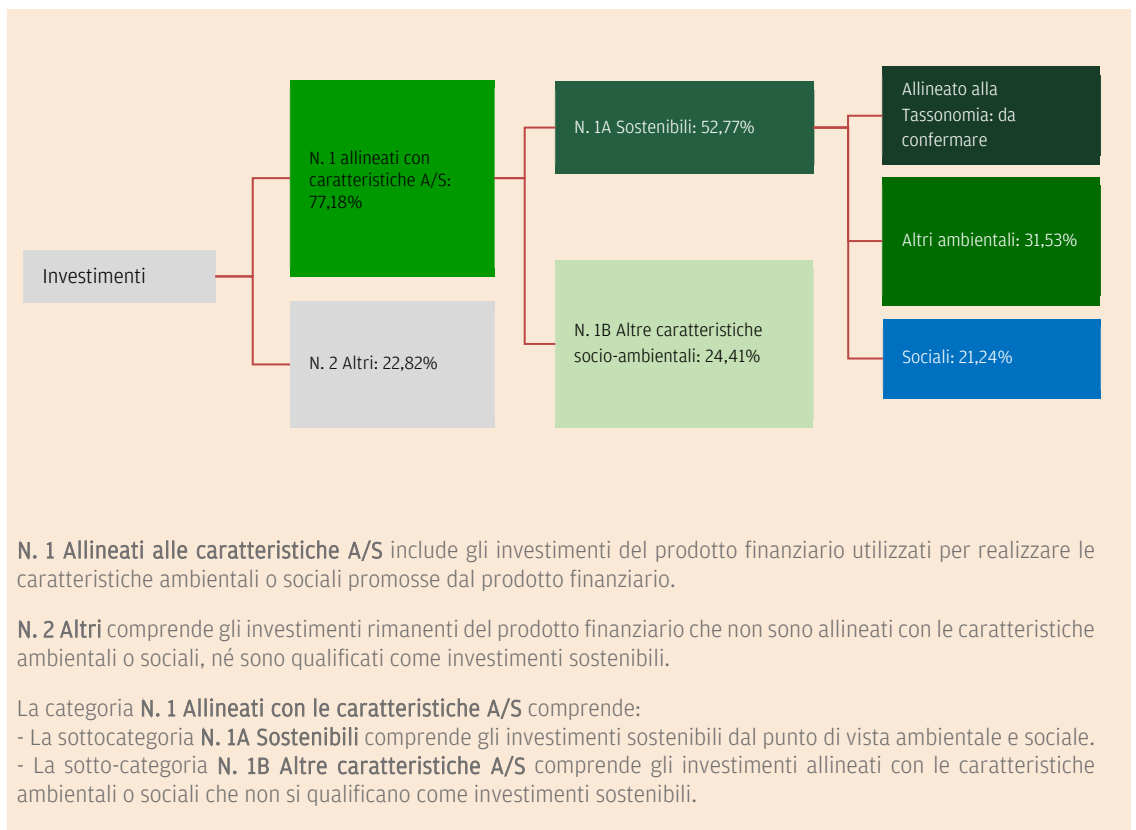 Investimenti
N. 1 allineati con
caratteristiche A/S:
77,18%
N. 2 Altri: 22,82%
N. 1A Sostenibili: 52,77%
N. 1B Altre caratteristiche
socio-ambientali: 24,41%
Allineato alla
Tassonomia: da
confermare
Altri ambientali: 31,53%
Sociali: 21,24%
N. 1 Allineati alle caratteristiche A/S include gli investimenti del prodotto finanziario utilizzati per realizzare le
caratteristiche ambientali o sociali promosse dal prodotto finanziario.
N. 2 Altri comprende gli investimenti rimanenti del prodotto finanziario che non sono allineati con le caratteristiche
ambientali o sociali, né sono qualificati come investimenti sostenibili.
La categoria N. 1 Allineati con le caratteristiche A/S comprende:
- La sottocategoria N. 1A Sostenibili comprende gli investimenti sostenibili dal punto di vista ambientale e sociale.
- La sotto-categoria N. 1B Altre caratteristiche A/S comprende gli investimenti allineati con le caratteristiche
ambientali o sociali che non si qualificano come investimenti sostenibili.